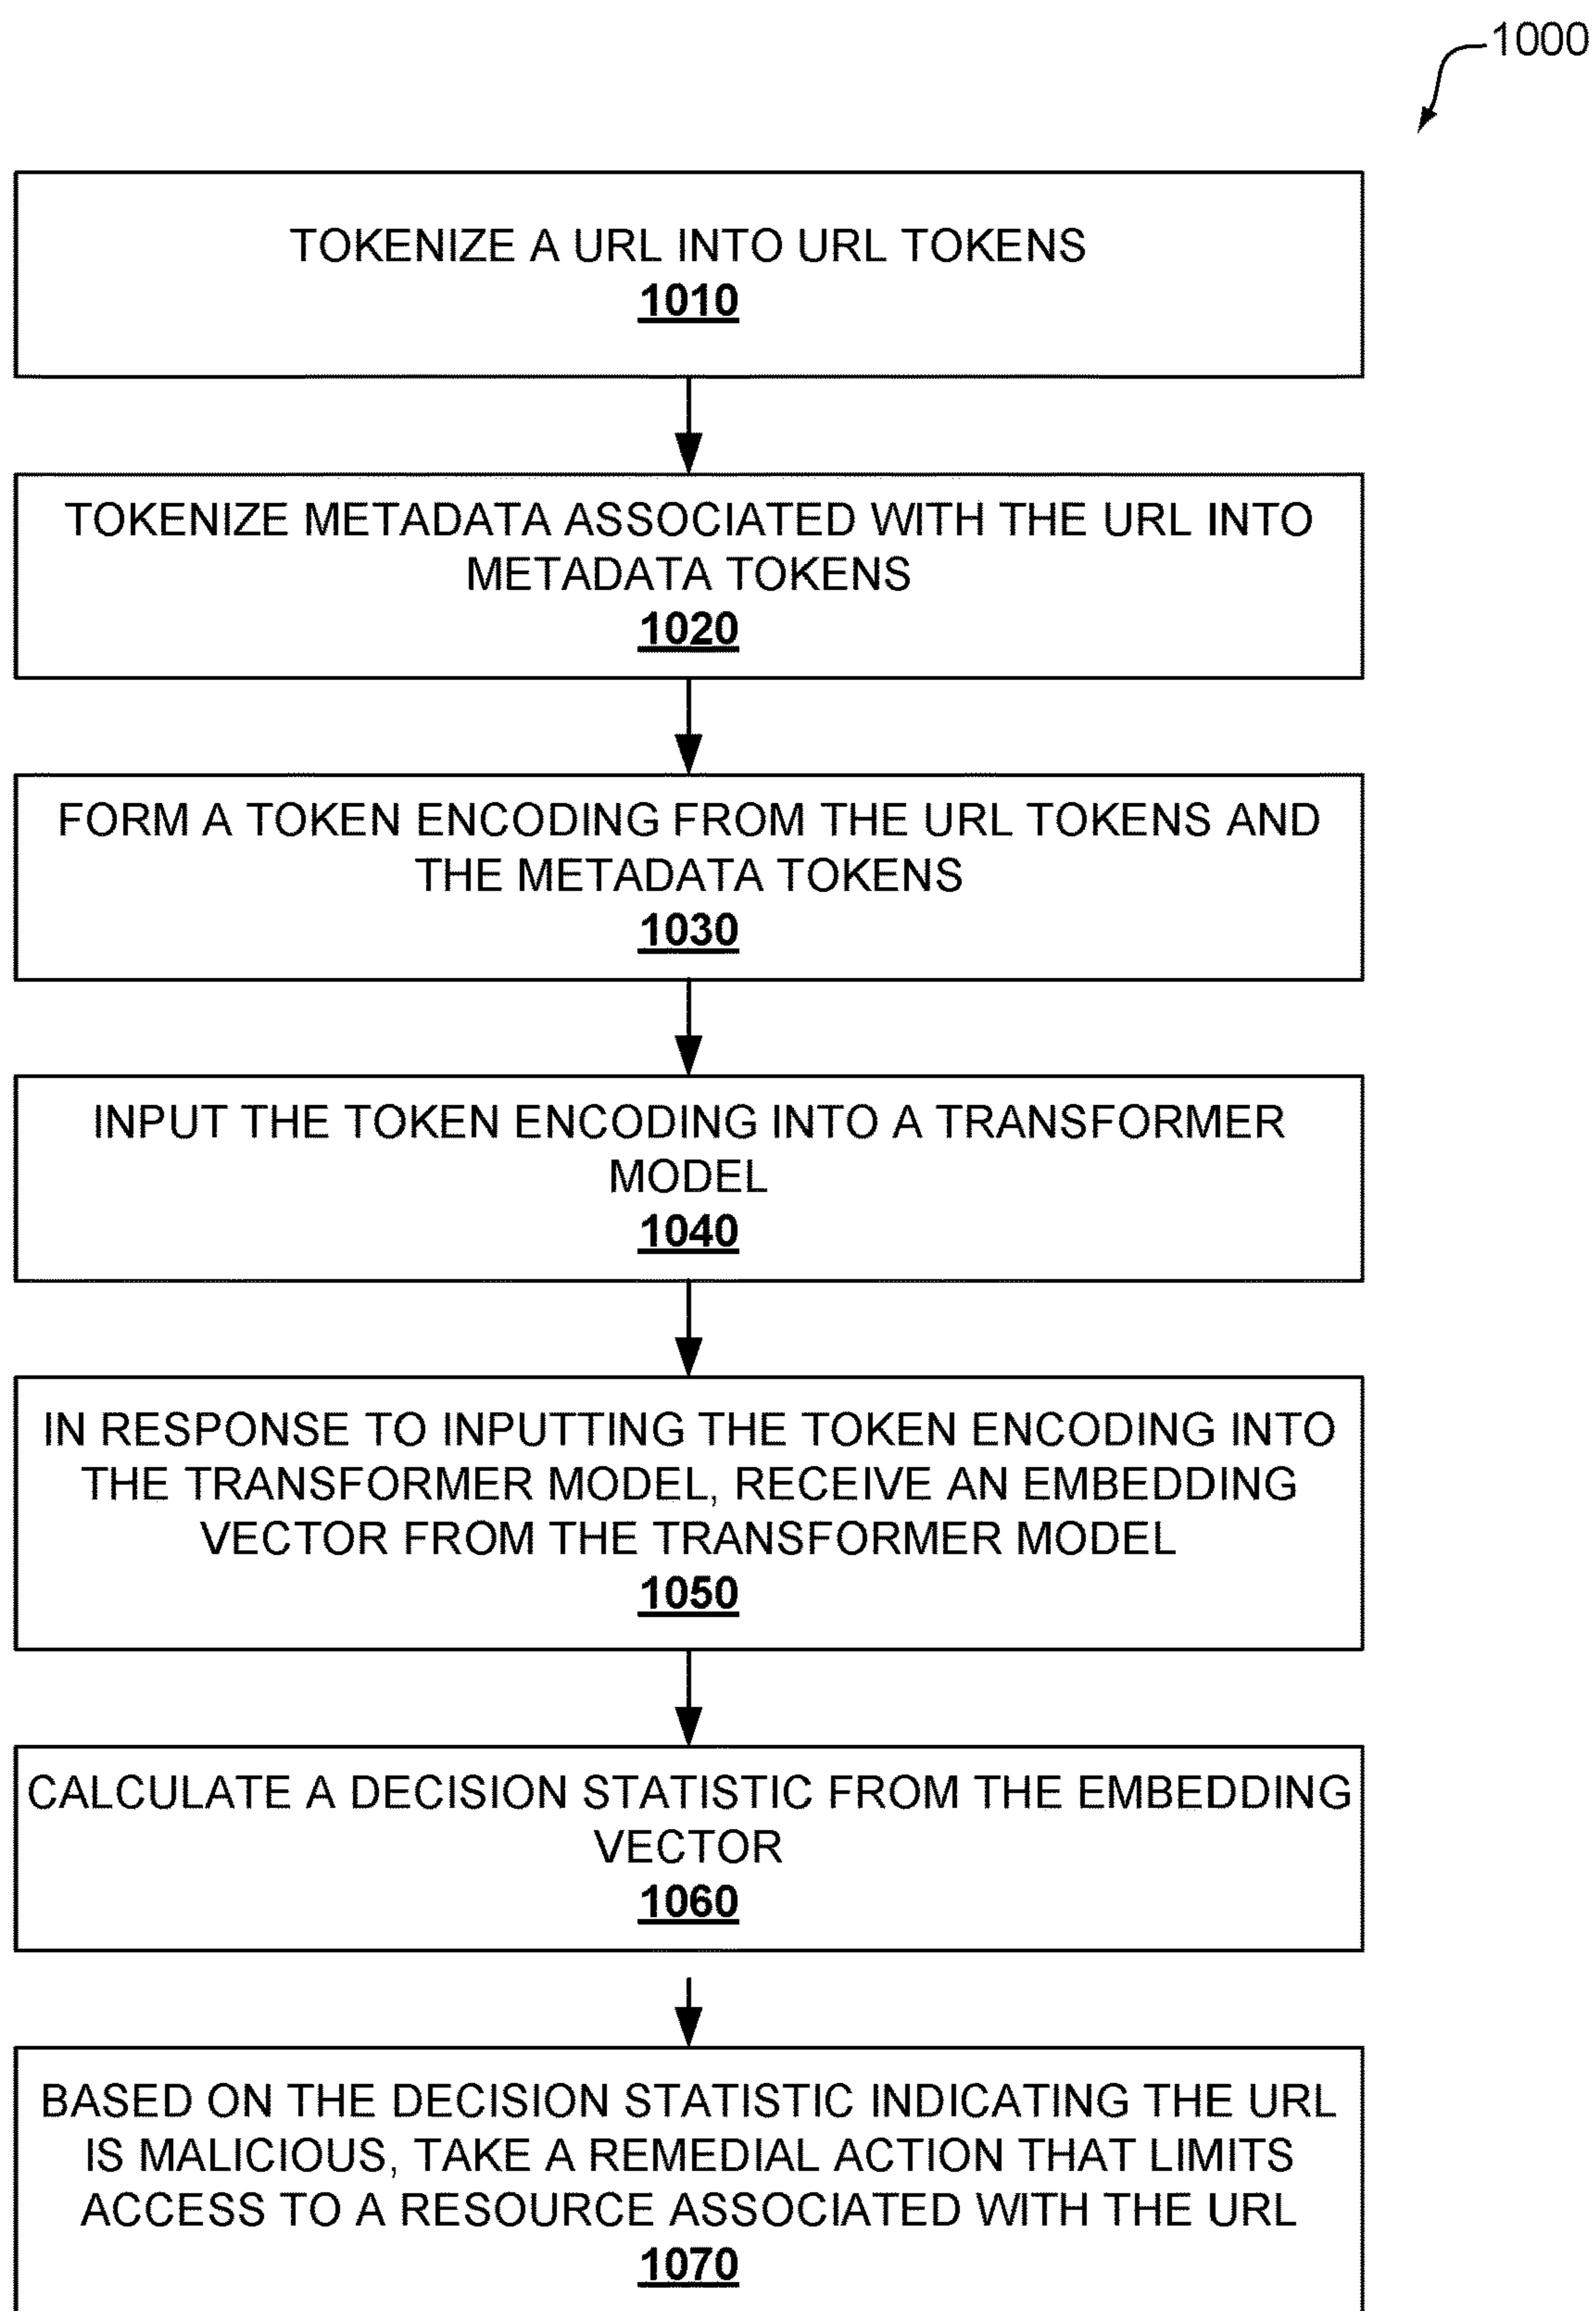 1000
TOKENIZE A URL INTO URL TOKENS
1010
TOKENIZE METADATA ASSOCIATED WITH THE URL INTO
METADATA TOKENS
1020
FORM A TOKEN ENCODING FROM THE URL TOKENS AND
THE METADATA TOKENS
1030
INPUT THE TOKEN ENCODING INTO A TRANSFORMER
MODEL
1040
IN RESPONSE TO INPUTTING THE TOKEN ENCODING INTO
THE TRANSFORMER MODEL, RECEIVE AN EMBEDDING
VECTOR FROM THE TRANSFORMER MODEL
1050
CALCULATE A DECISION STATISTIC FROM THE EMBEDDING
VECTOR
1060
BASED ON THE DECISION STATISTIC INDICATING THE URL
IS MALICIOUS, TAKE A REMEDIAL ACTION THAT LIMITS
ACCESS TO A RESOURCE ASSOCIATED WITH THE URL
1070